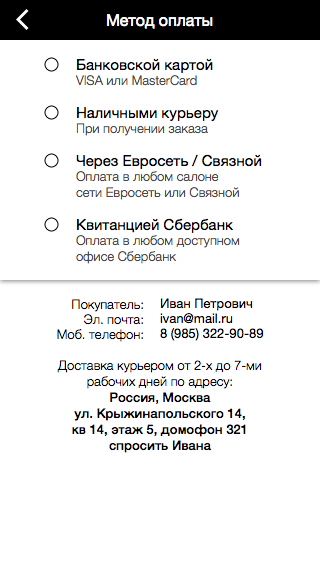 Метод оплаты
Банковской картой
VISA или MasterCard
Наличными курьеру
При получении заказа
Через Евросеть / Связной
Оплата в любом салоне
сети Евросеть или Связной
Квитанцией Сбербанк
Оплата в любом доступном
офисе Сбербанк
Покупатель: Иван Петрович
Эл. почта: ivan@mail.ru
Моб. телефон: 8 (985) 322-90-89
Доставка курьером от 2-х до 7-ми
рабочих дней по адресу:
Россия, Москва
ул. Крыжинапольского 14,
кв 14, этаж 5, домофон 321
спросить Ивана